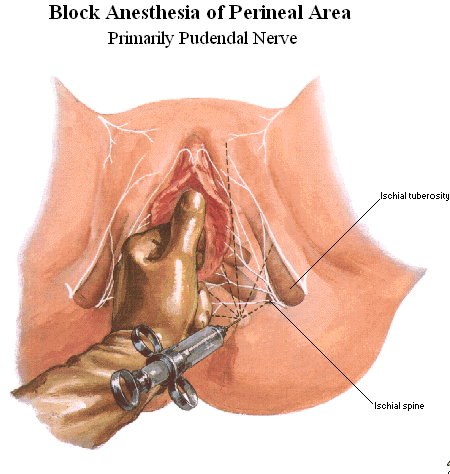 Block Anesthesia of Perineal Area
Primarily Pudendal Nerve
Ischial tuberosity
Ischial spine